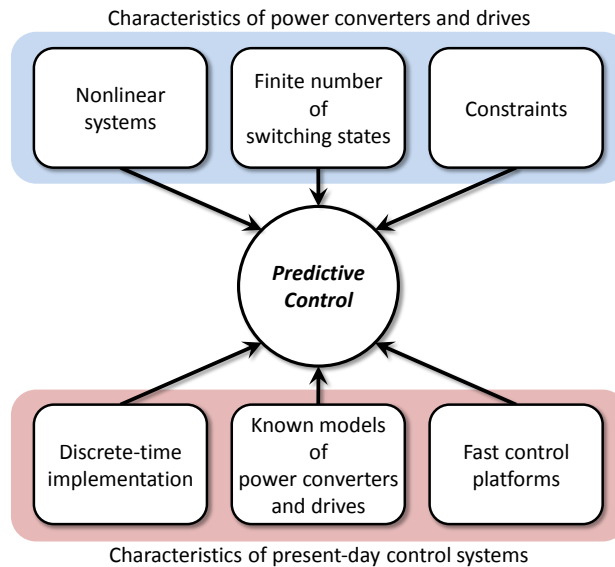 Characteristics of power converters and drives
Nonlinear
systems
Finite number
of
switching states
Constraints
Predictive
Control
Discrete-time
implementation
Known models
of
power converters
and drives
Fast control
platforms
Characteristics of present-day control systems